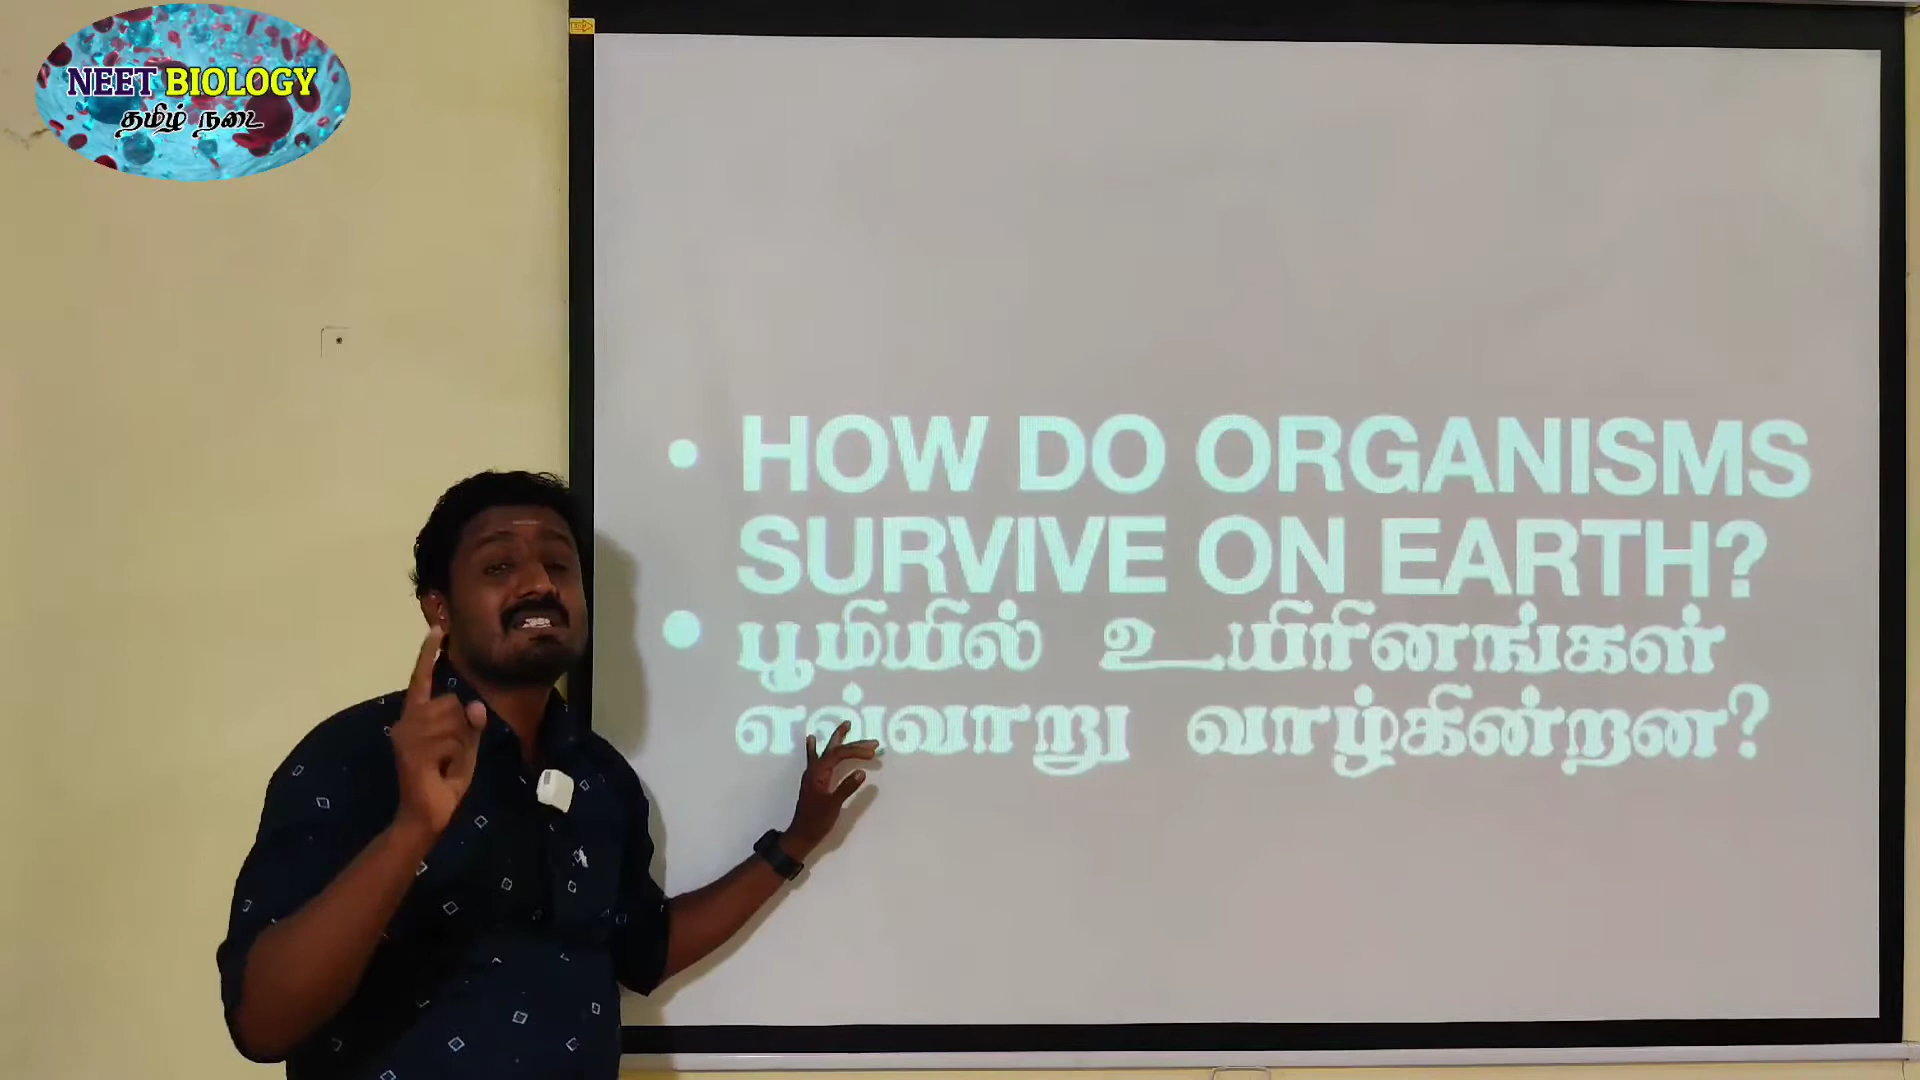 NEET BIOLOGY
தமிழ் நடை
• HOW DO ORGANISMS
SURVIVE ON EARTH?
• பூமியில் உயிரினங்கள்
எவ்வாறு வாழ்கின்றன?